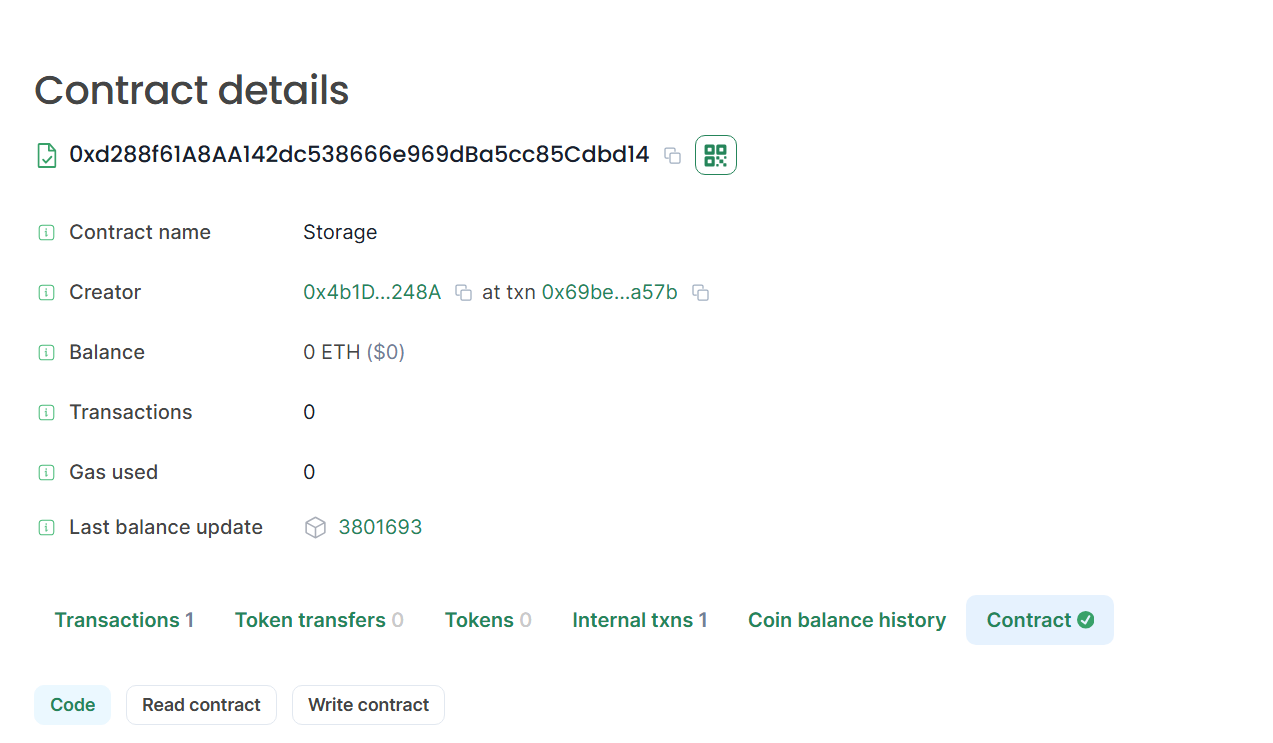 Contract details
0xd288f61A8AA142dc538666e969dBa5cc85Cdbd14
Contract name Storage
Creator 0x4b1D...248A at txn 0x69be...a57b
Balance 0 ETH ($0)
Transactions 0
Gas used 0
Last balance update 3801693
Transactions 1 Token transfers 0 Tokens 0 Internal txns 1 Coin balance history Contract
Code Read contract Write contract